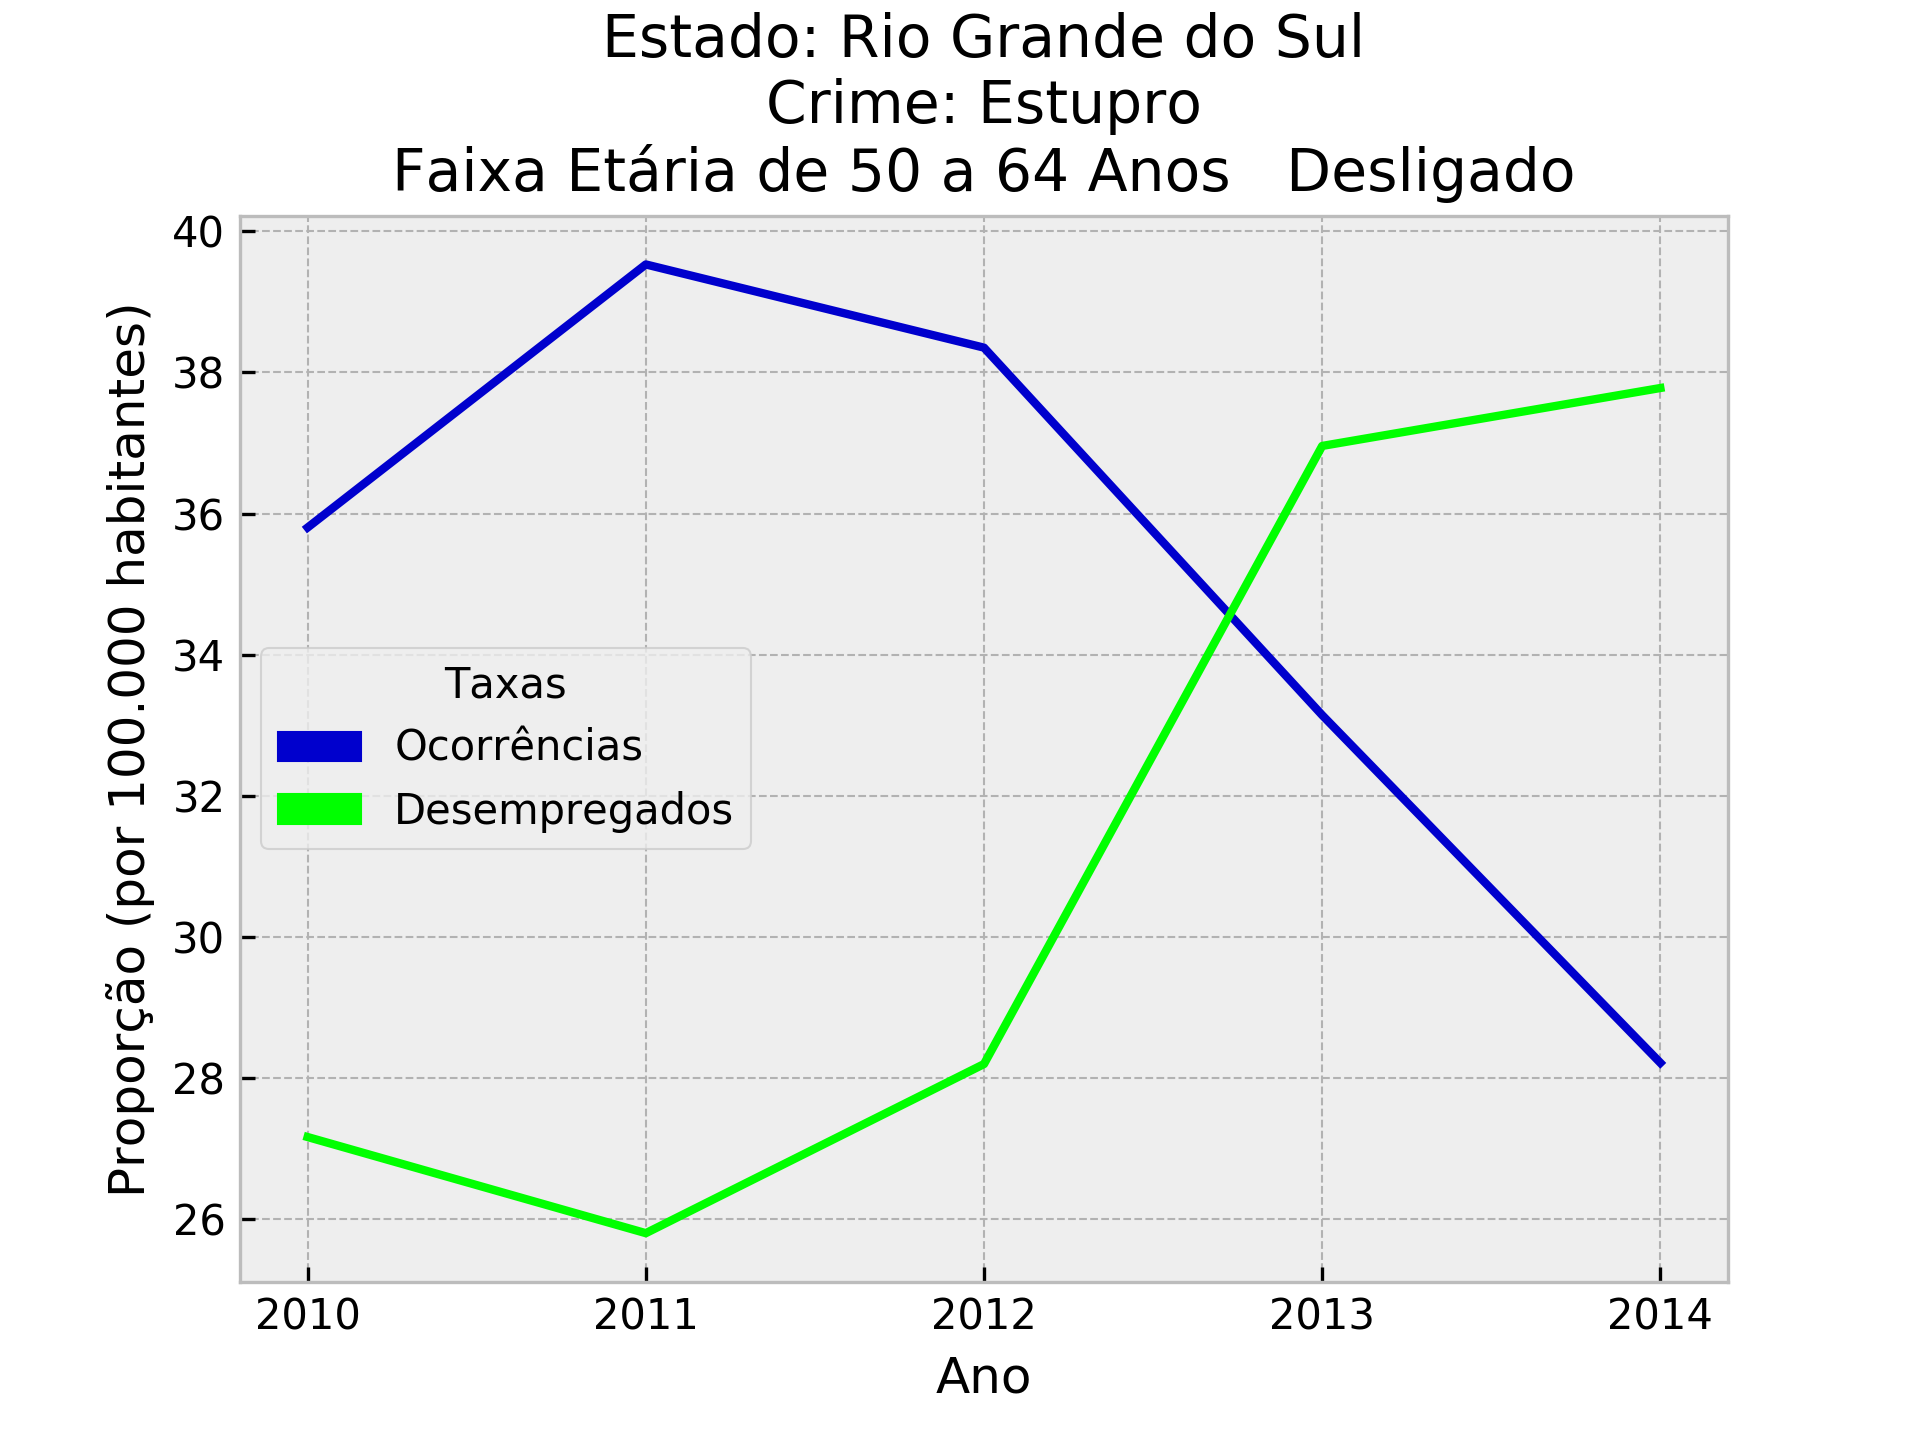 Estado: Rio Grande do Sul
Crime: Estupro
Faixa Etária de 50 a 64 Anos   Desligado
Proporção (por 100.000 habitantes)
40
38
36
34
32
30
28
26
Taxas
Ocorrências
Desempregados
2010 2011 2012 2013 2014
Ano